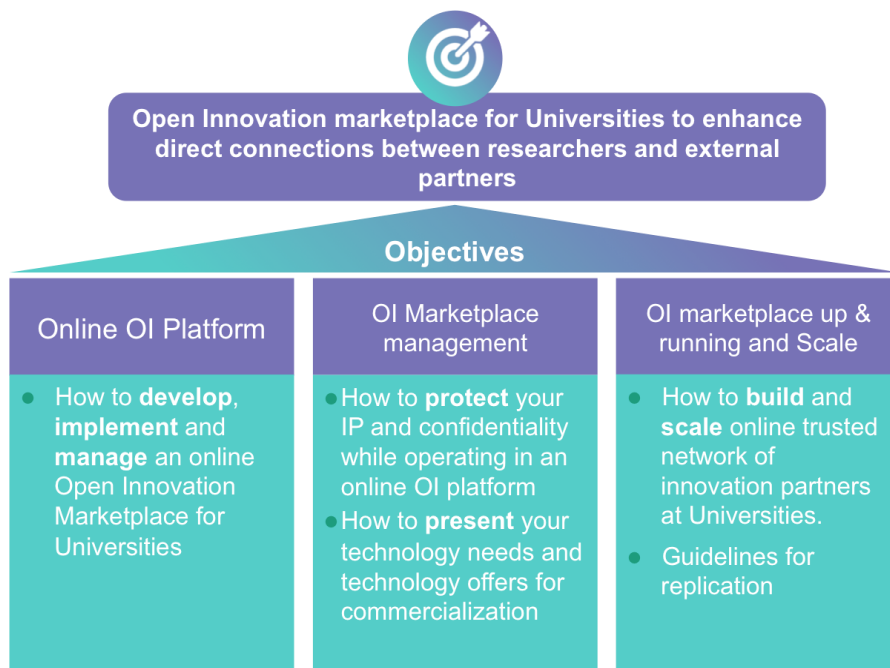 Open Innovation marketplace for Universities to enhance
direct connections between researchers and external
partners
Objectives
Online OI Platform
How to develop,
implement and
manage an online
Open Innovation
Marketplace for
Universities
OI Marketplace
management
How to protect your
IP and confidentiality
while operating in an
online OI platform
How to present your
technology needs and
technology offers for
commercialization
OI marketplace up &
running and Scale
How to build and
scale online trusted
network of
innovation partners
at Universities.
Guidelines for
replication